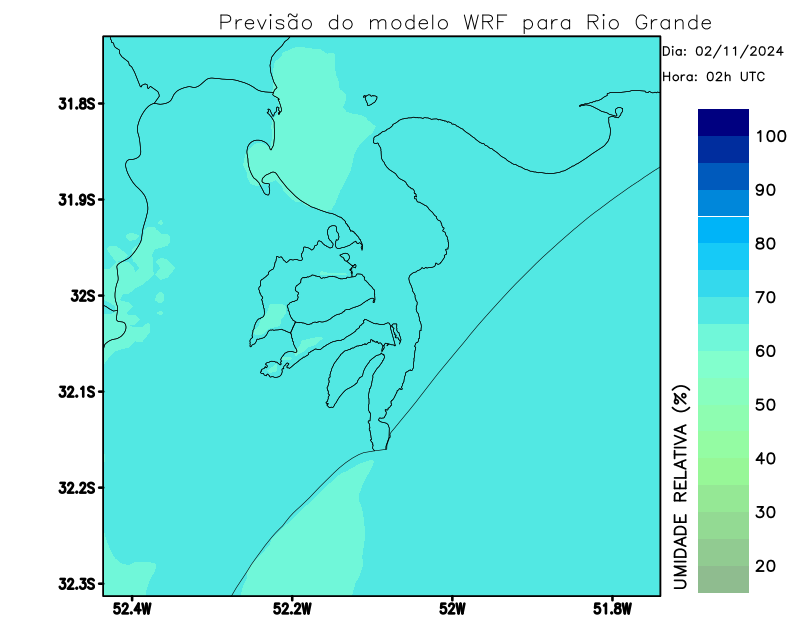 Previsão do modelo WRF para Rio Grande
Dia: 02/11/2024
Hora: 02h UTC
31.8S
31.9S
32S
32.1S
32.2S
32.3S
52.4W
52.2W
52W
51.8W
100
90
80
70
60
50
40
30
20
UMIDADE RELATIVA (%)